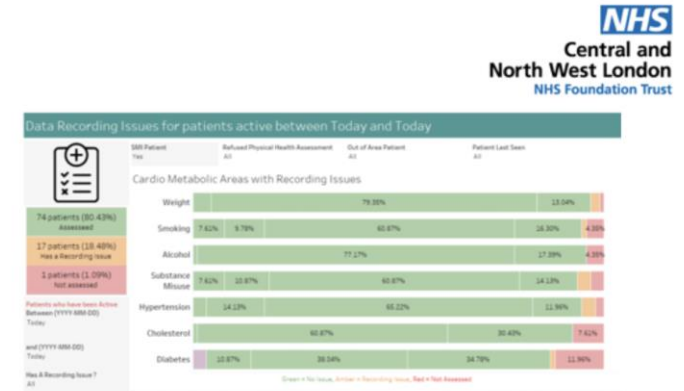 NHS
Central and
North West London
NHS Foundation Trust
Data Recording Issues for patients active between Today and Today
SMI Patient Refused Physical Health Assessment Out of Area Patient Patient Last Seen
Yes All All All
Cardio Metabolic Areas with Recording Issues
74 patients (80.43%)
Assessed
17 patients (18.48%)
Has a Recording Issue
1 patients (1.09%)
Not assessed
Patients who have been Active
Between (YYYY-MM-DD)
Today
and (YYYY-MM-DD)
Today
Has A Recording Issue ?
All
Weight 79.35% 13.04%
Smoking 7.61% 9.78% 60.87% 16.30% 4.35%
Alcohol 77.17% 17.39% 4.35%
Substance
Misuse 7.61% 10.87% 60.87% 14.13%
Hypertension 14.13% 65.22% 11.96%
Cholesterol 60.87% 30.43% 7.61%
Diabetes 10.87% 38.04% 34.78% 11.96%
Green = No Issue, Amber = Recording Issue, Red = Not Assessed